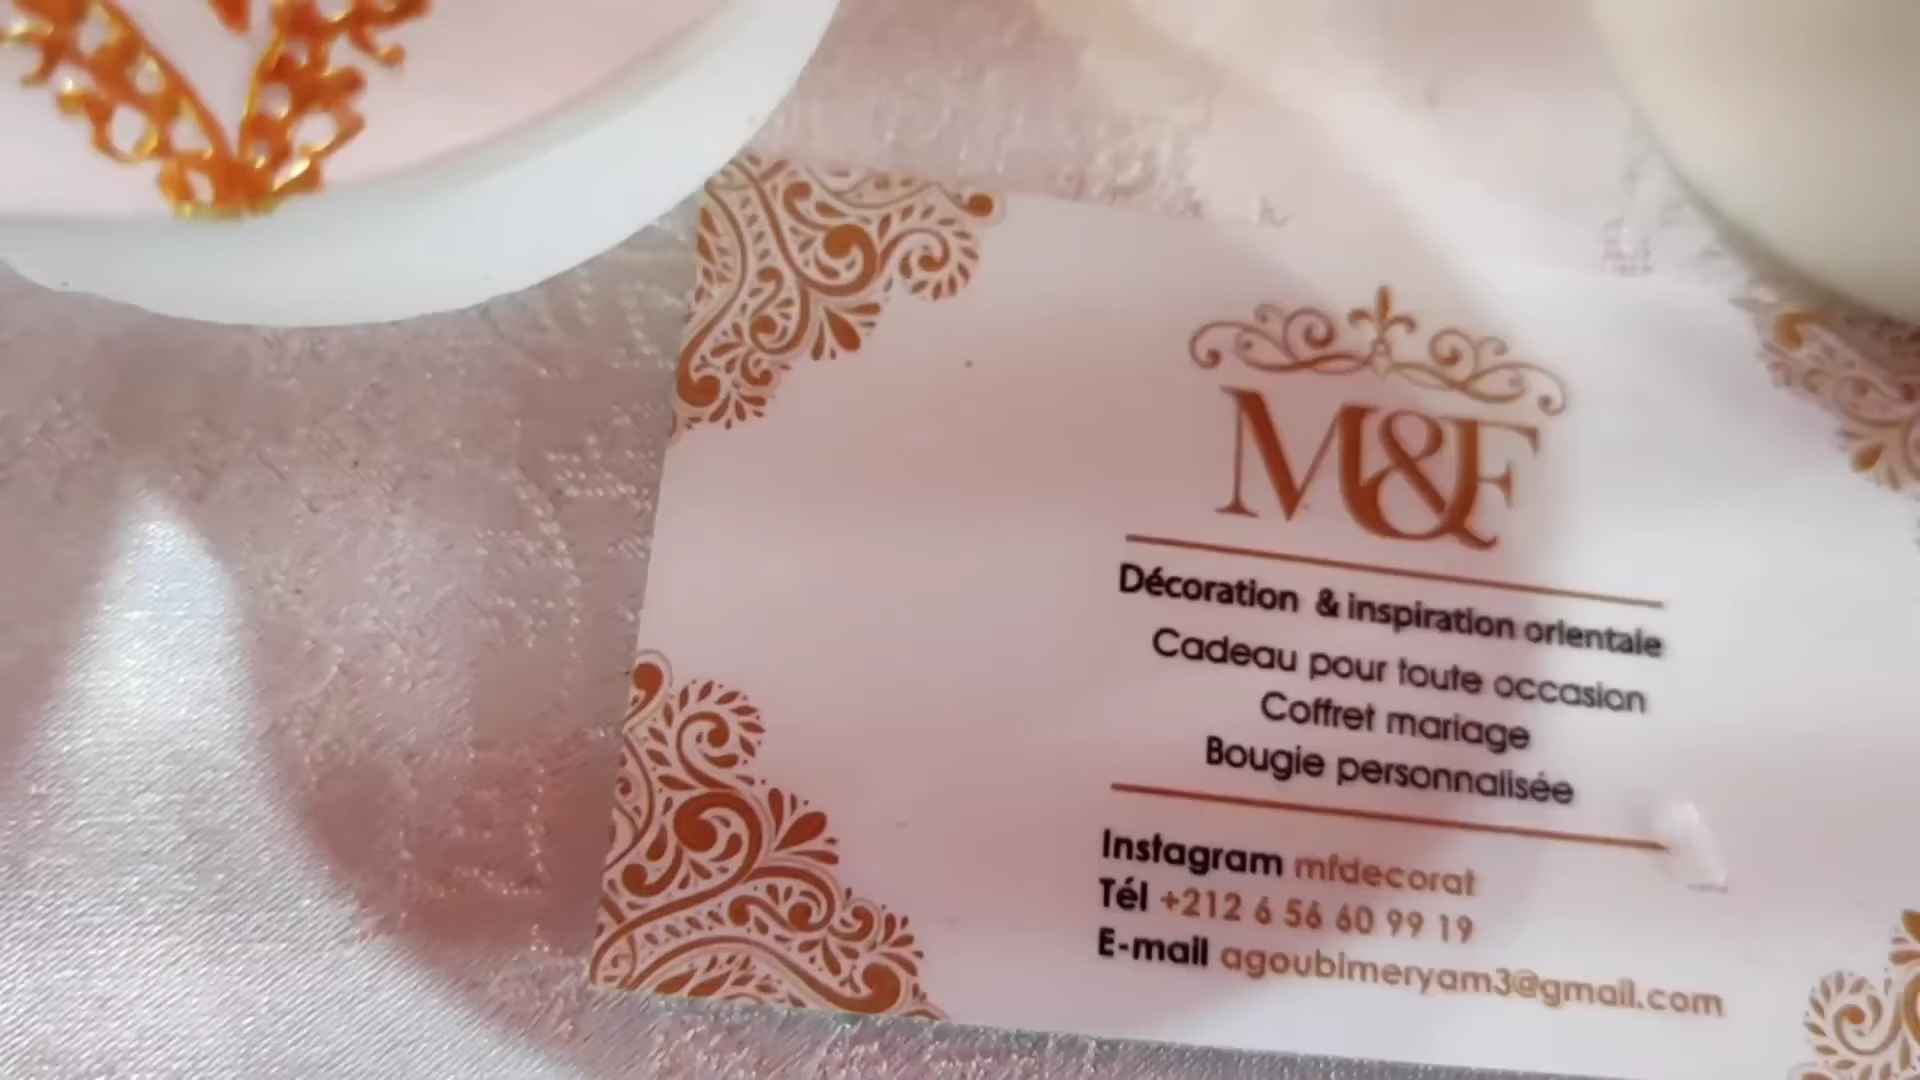 M&F
Décoration & inspiration orientale
Cadeau pour toute occasion
Coffret mariage
Bougie personnalisée
Instagram mfdecorat
Tél +212 6 56 60 99 19
E-mail agoubimeryam3@gmail.com